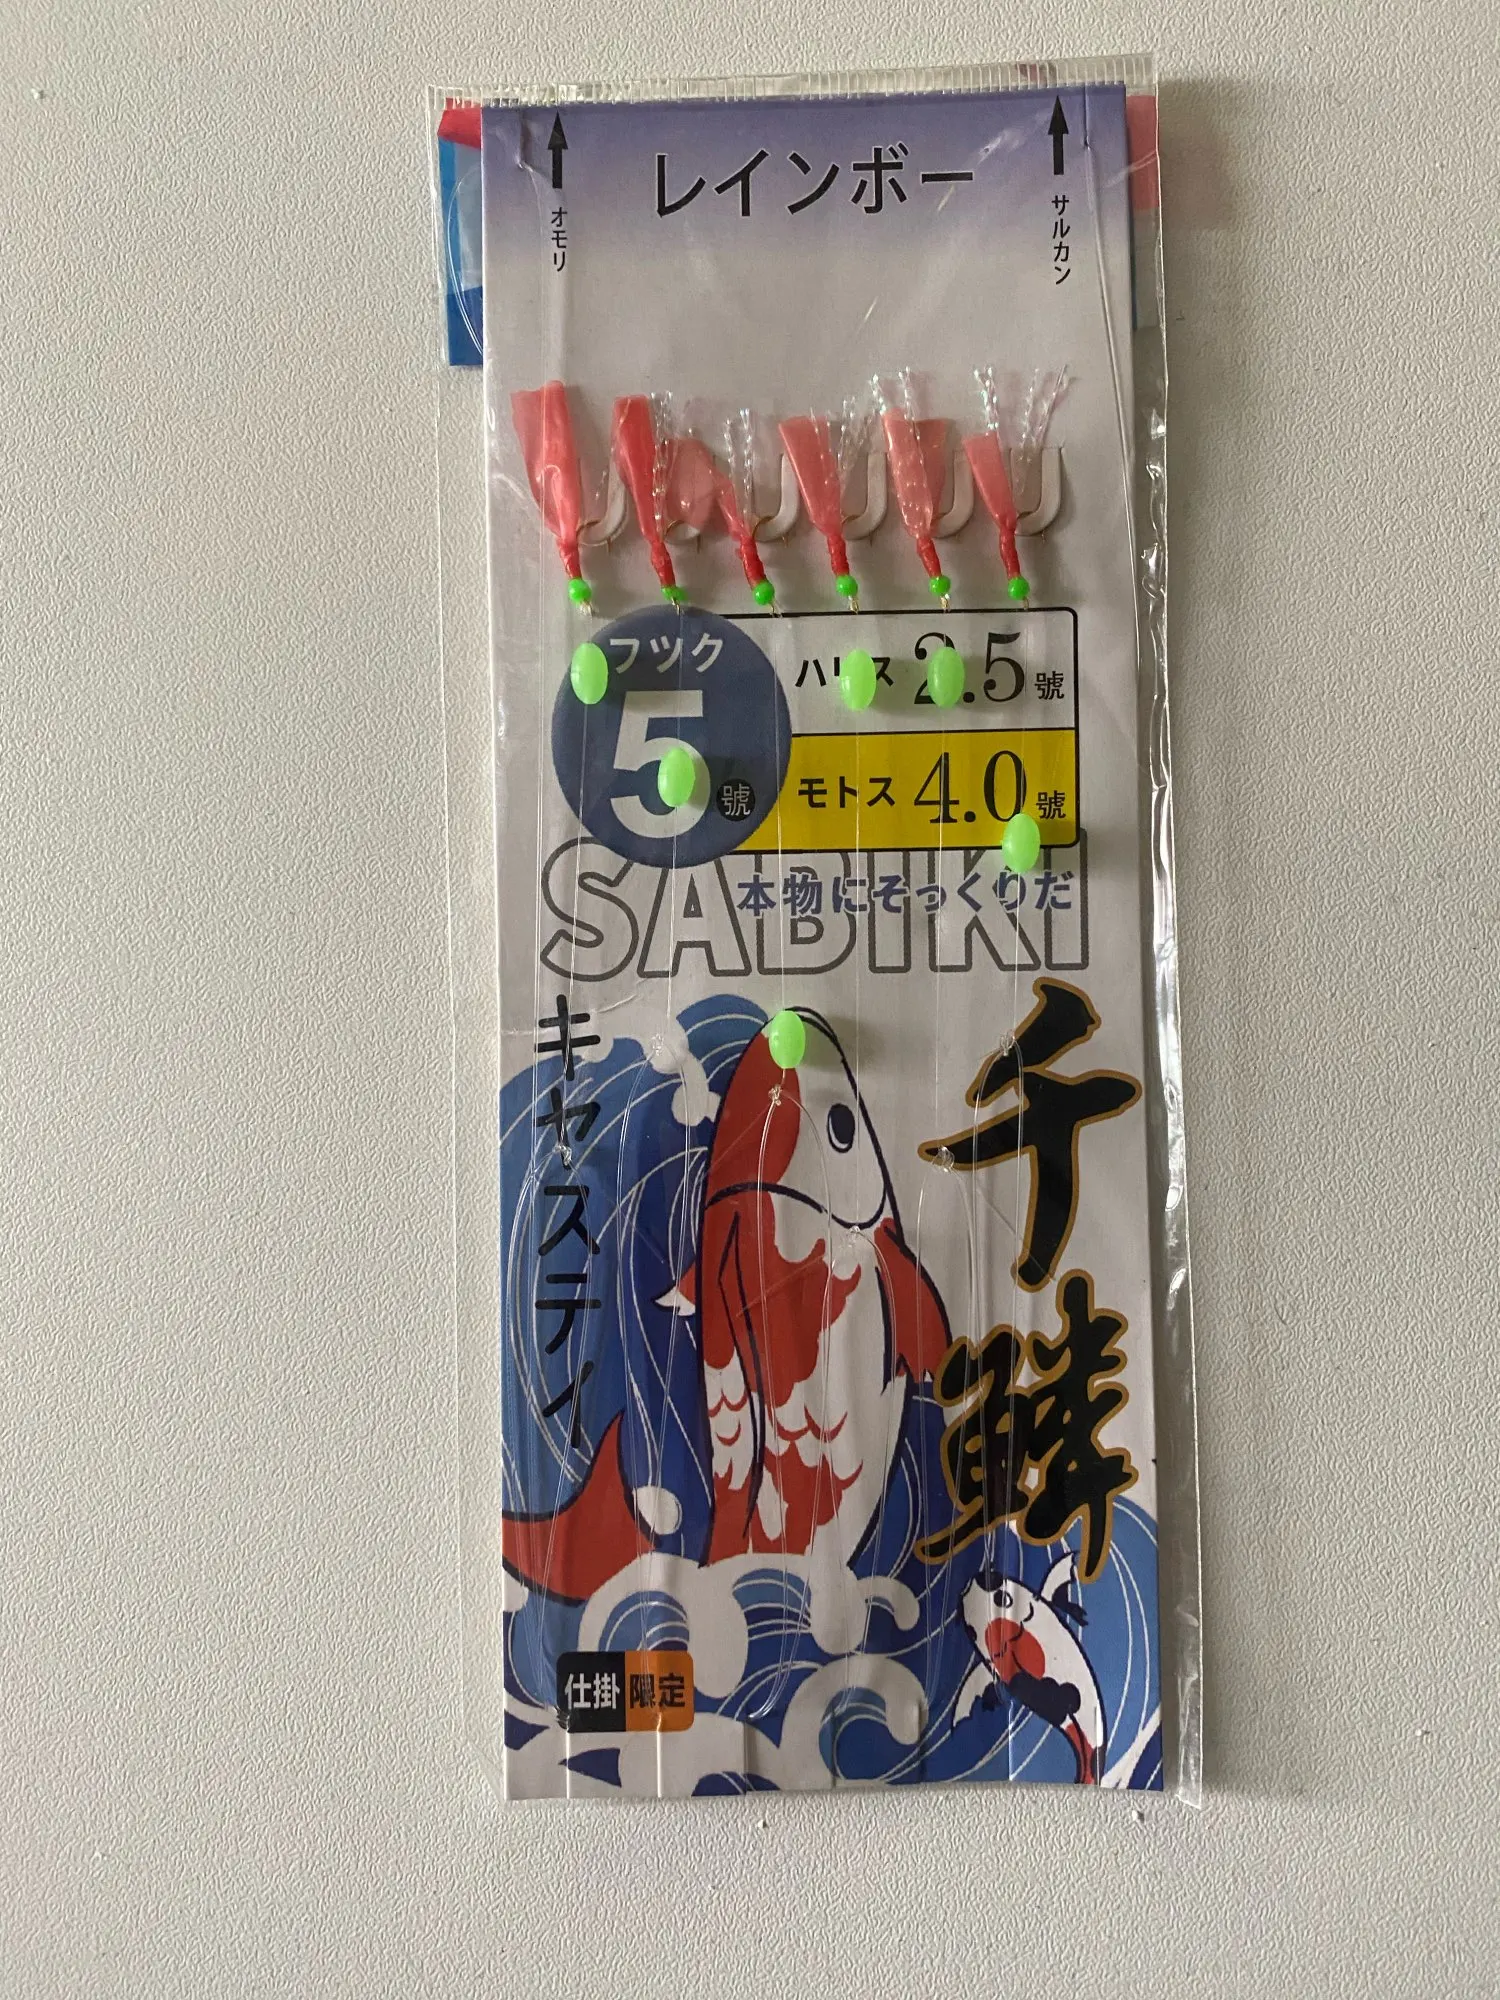 レインボー
オモリ
サルカン
フツク
5
號
ハリス 2.5 號
モトス 4.0 號
SABIKI
本物にそっくりだ
キャスティ
千鱗
仕掛 限定